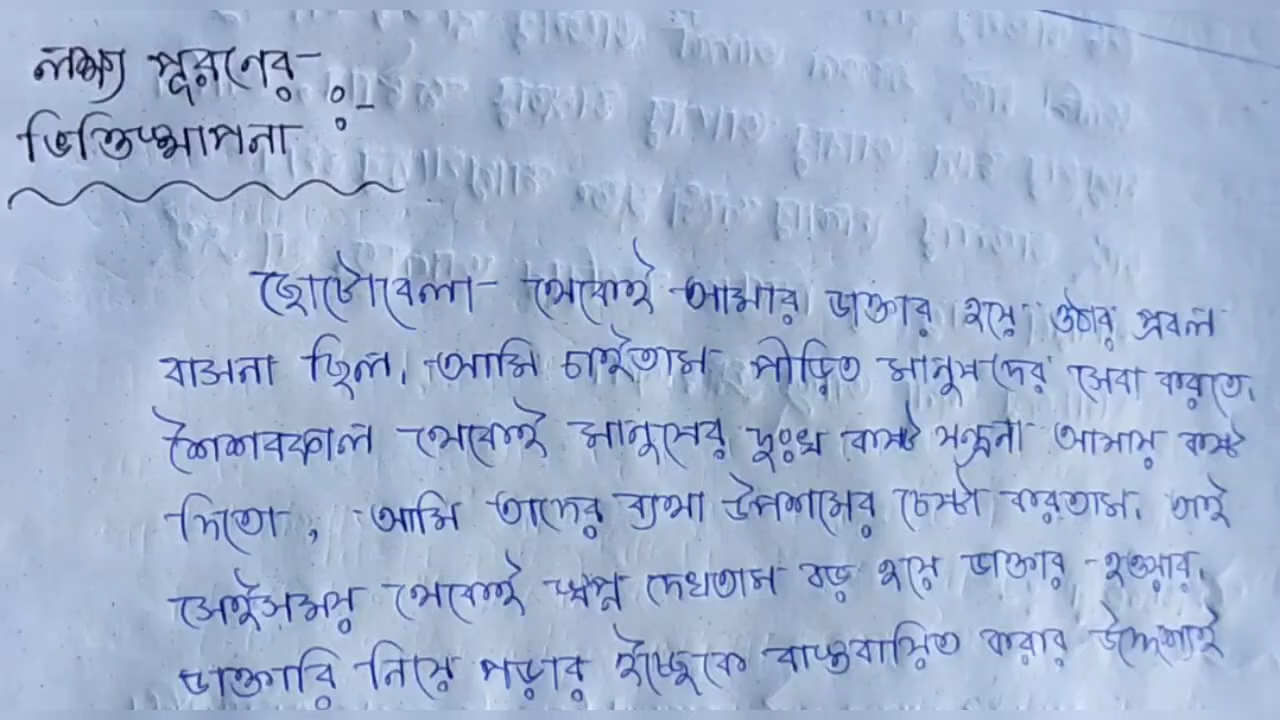 লক্ষ্য পূরণের-
ভিত্তিস্থাপনা :-
ছোটোবেলা থেকেই আমার ডাক্তার হয়ে ওঠার প্রবল
বাসনা ছিল। আমি চাইতাম পীড়িত মানুষদের সেবা করতে।
শৈশবকাল থেকেই মানুষের দুঃখ কষ্ট যন্ত্রনা আমায় কষ্ট
দিতো, আমি তাদের ব্যথা উপশমের চেষ্টা করতাম। তাই
সেইসময় থেকেই স্বপ্ন দেখতাম বড় হয়ে ডাক্তার হওয়ার।
ডাক্তারি নিয়ে পড়ার ইচ্ছেকে বাস্তবায়িত করার উদ্দেশ্যেই